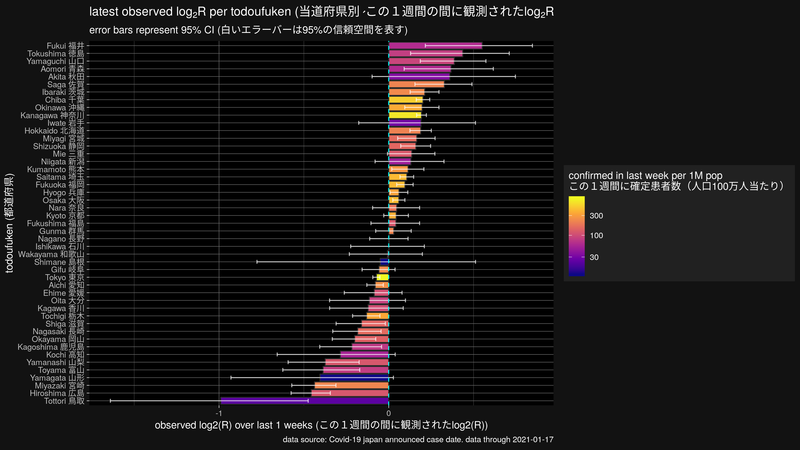 latest observed log₂R per todoufuken (当道府県別 この１週間の間に観測されたlog₂R
error bars represent 95% CI (白いエラーバーは95%の信頼空間を表す)
todoufuken (都道府県)
Fukui 福井
Tokushima 徳島
Yamaguchi 山口
Aomori 青森
Akita 秋田
Saga 佐賀
Ibaraki 茨城
Chiba 千葉
Okinawa 沖縄
Kanagawa 神奈川
Iwate 岩手
Hokkaido 北海道
Miyagi 宮城
Shizuoka 静岡
Mie 三重
Niigata 新潟
Kumamoto 熊本
Saitama 埼玉
Fukuoka 福岡
Hyogo 兵庫
Osaka 大阪
Nara 奈良
Kyoto 京都
Fukushima 福島
Gunma 群馬
Nagano 長野
Ishikawa 石川
Wakayama 和歌山
Shimane 島根
Gifu 岐阜
Tokyo 東京
Aichi 愛知
Ehime 愛媛
Oita 大分
Kagawa 香川
Tochigi 栃木
Shiga 滋賀
Nagasaki 長崎
Okayama 岡山
Kagoshima 鹿児島
Kochi 高知
Yamanashi 山梨
Toyama 富山
Yamagata 山形
Miyazaki 宮崎
Hiroshima 広島
Tottori 鳥取
-1 0
observed log2(R) over last 1 weeks (この１週間の間に観測されたlog2(R))
data source: Covid-19 japan announced case date. data through 2021-01-17
confirmed in last week per 1M pop
この１週間に確定患者数（人口100万人当たり）
300
100
30